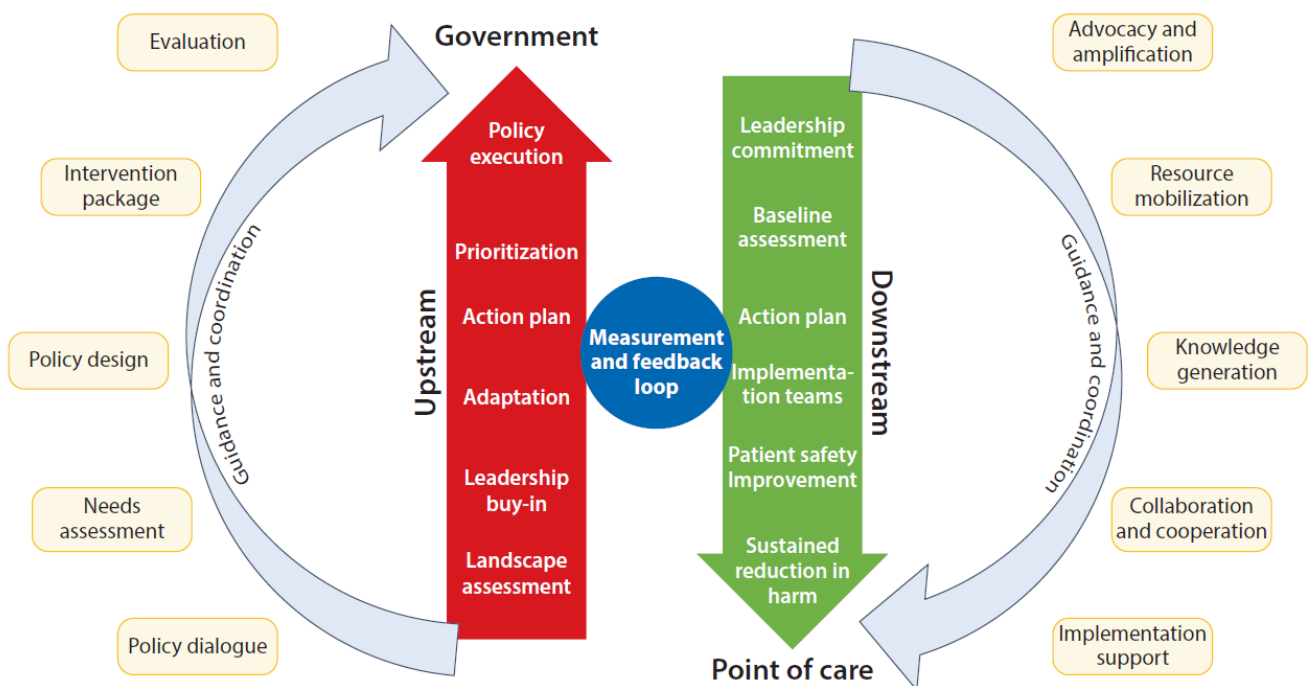 Evaluation
Intervention
package
Policy design
Needs
assessment
Policy dialogue
Guidance and coordination
Government
Upstream
Policy
execution
Prioritization
Action plan
Adaptation
Leadership
buy-in
Landscape
assessment
Measurement
and feedback
loop
Leadership
commitment
Baseline
assessment
Action plan
Implementa-
tion teams
Patient safety
Improvement
Sustained
reduction in
harm
Downstream
Point of care
Guidance and coordination
Advocacy and
amplification
Resource
mobilization
Knowledge
generation
Collaboration
and cooperation
Implementation
support